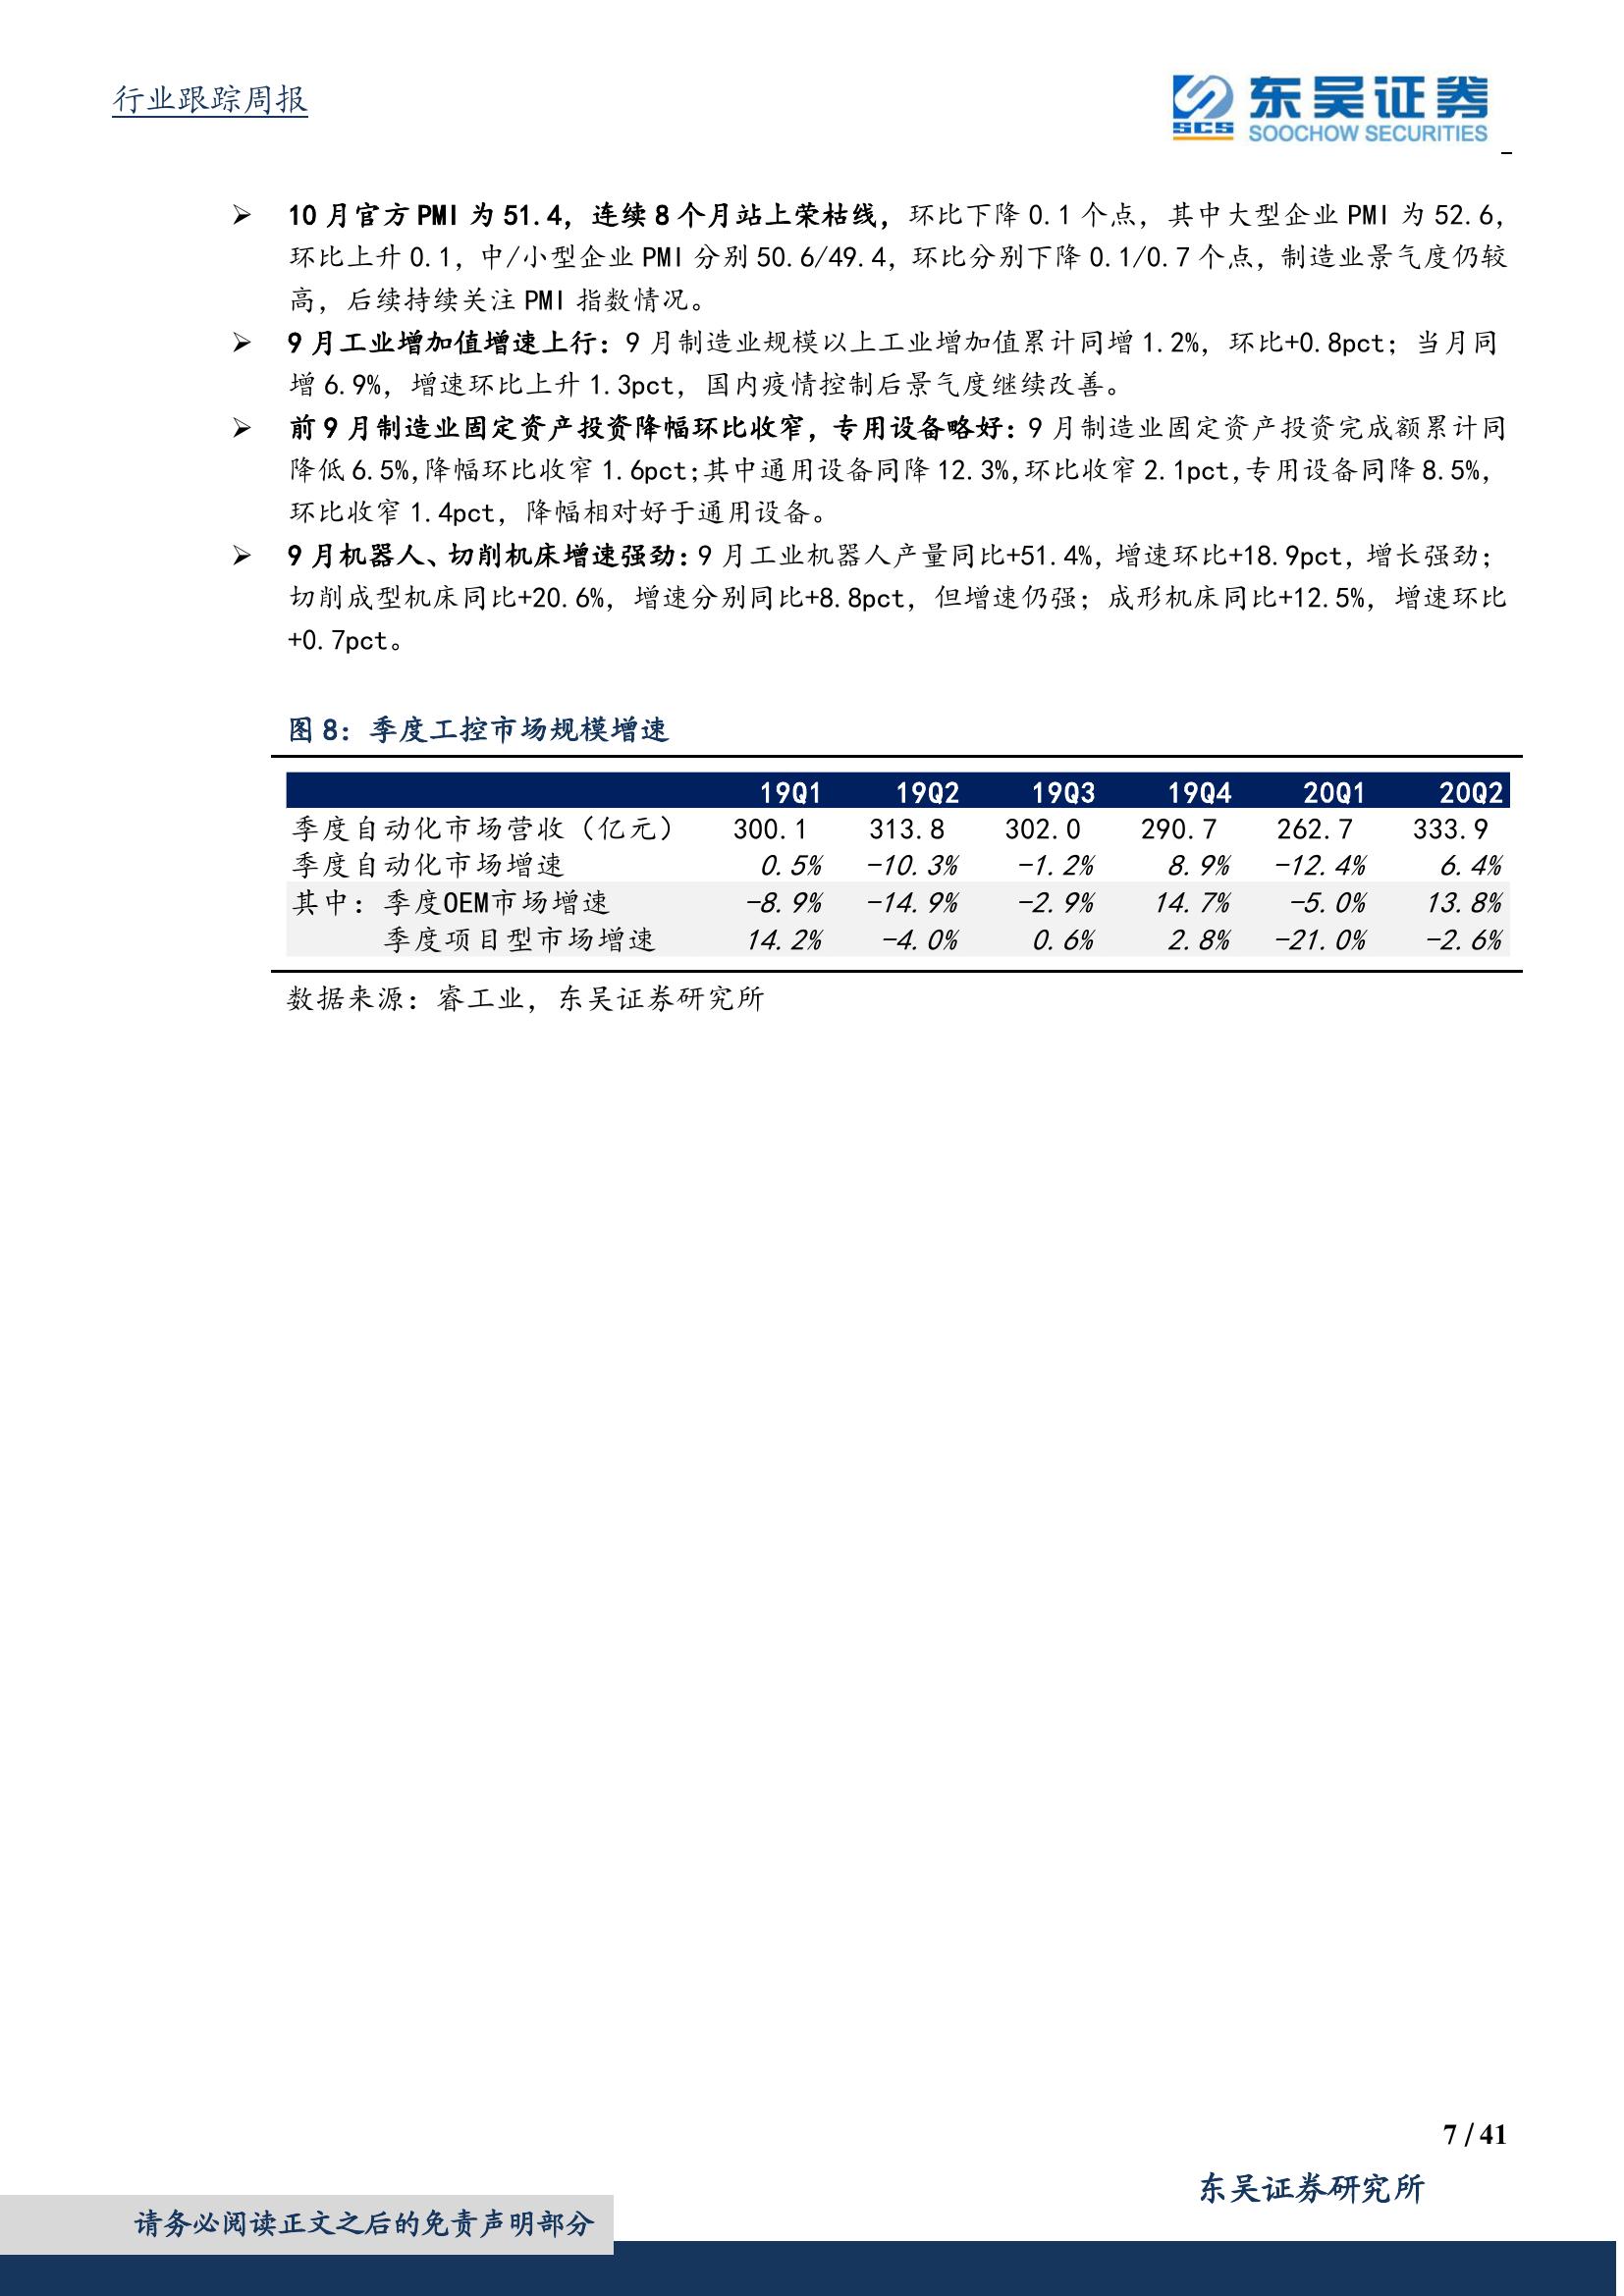 行业跟踪周报
SCS 东吴证券
SOOCHOW SECURITIES
➢ 10 月官方 PMI 为 51.4，连续 8 个月站上荣枯线，环比下降 0.1 个点，其中大型企业 PMI 为 52.6，
环比上升 0.1，中/小型企业 PMI 分别 50.6/49.4，环比分别下降 0.1/0.7 个点，制造业景气度仍较
高，后续持续关注 PMI 指数情况。
➢ 9 月工业增加值增速上行：9 月制造业规模以上工业增加值累计同增 1.2%，环比+0.8pct；当月同
增 6.9%，增速环比上升 1.3pct，国内疫情控制后景气度继续改善。
➢ 前 9 月制造业固定资产投资降幅环比收窄，专用设备略好：9 月制造业固定资产投资完成额累计同
降低 6.5%,降幅环比收窄 1.6pct;其中通用设备同降 12.3%,环比收窄 2.1pct,专用设备同降 8.5%，
环比收窄 1.4pct，降幅相对好于通用设备。
➢ 9 月机器人、切削机床增速强劲：9 月工业机器人产量同比+51.4%，增速环比+18.9pct，增长强劲；
切削成型机床同比+20.6%，增速分别同比+8.8pct，但增速仍强；成形机床同比+12.5%，增速环比
+0.7pct。
图 8：季度工控市场规模增速
19Q1 19Q2 19Q3 19Q4 20Q1 20Q2
季度自动化市场营收（亿元） 300.1 313.8 302.0 290.7 262.7 333.9
季度自动化市场增速 0.5% -10.3% -1.2% 8.9% -12.4% 6.4%
其中：季度OEM市场增速 -8.9% -14.9% -2.9% 14.7% -5.0% 13.8%
季度项目型市场增速 14.2% -4.0% 0.6% 2.8% -21.0% -2.6%
数据来源：睿工业，东吴证券研究所
7 / 41
东吴证券研究所
请务必阅读正文之后的免责声明部分